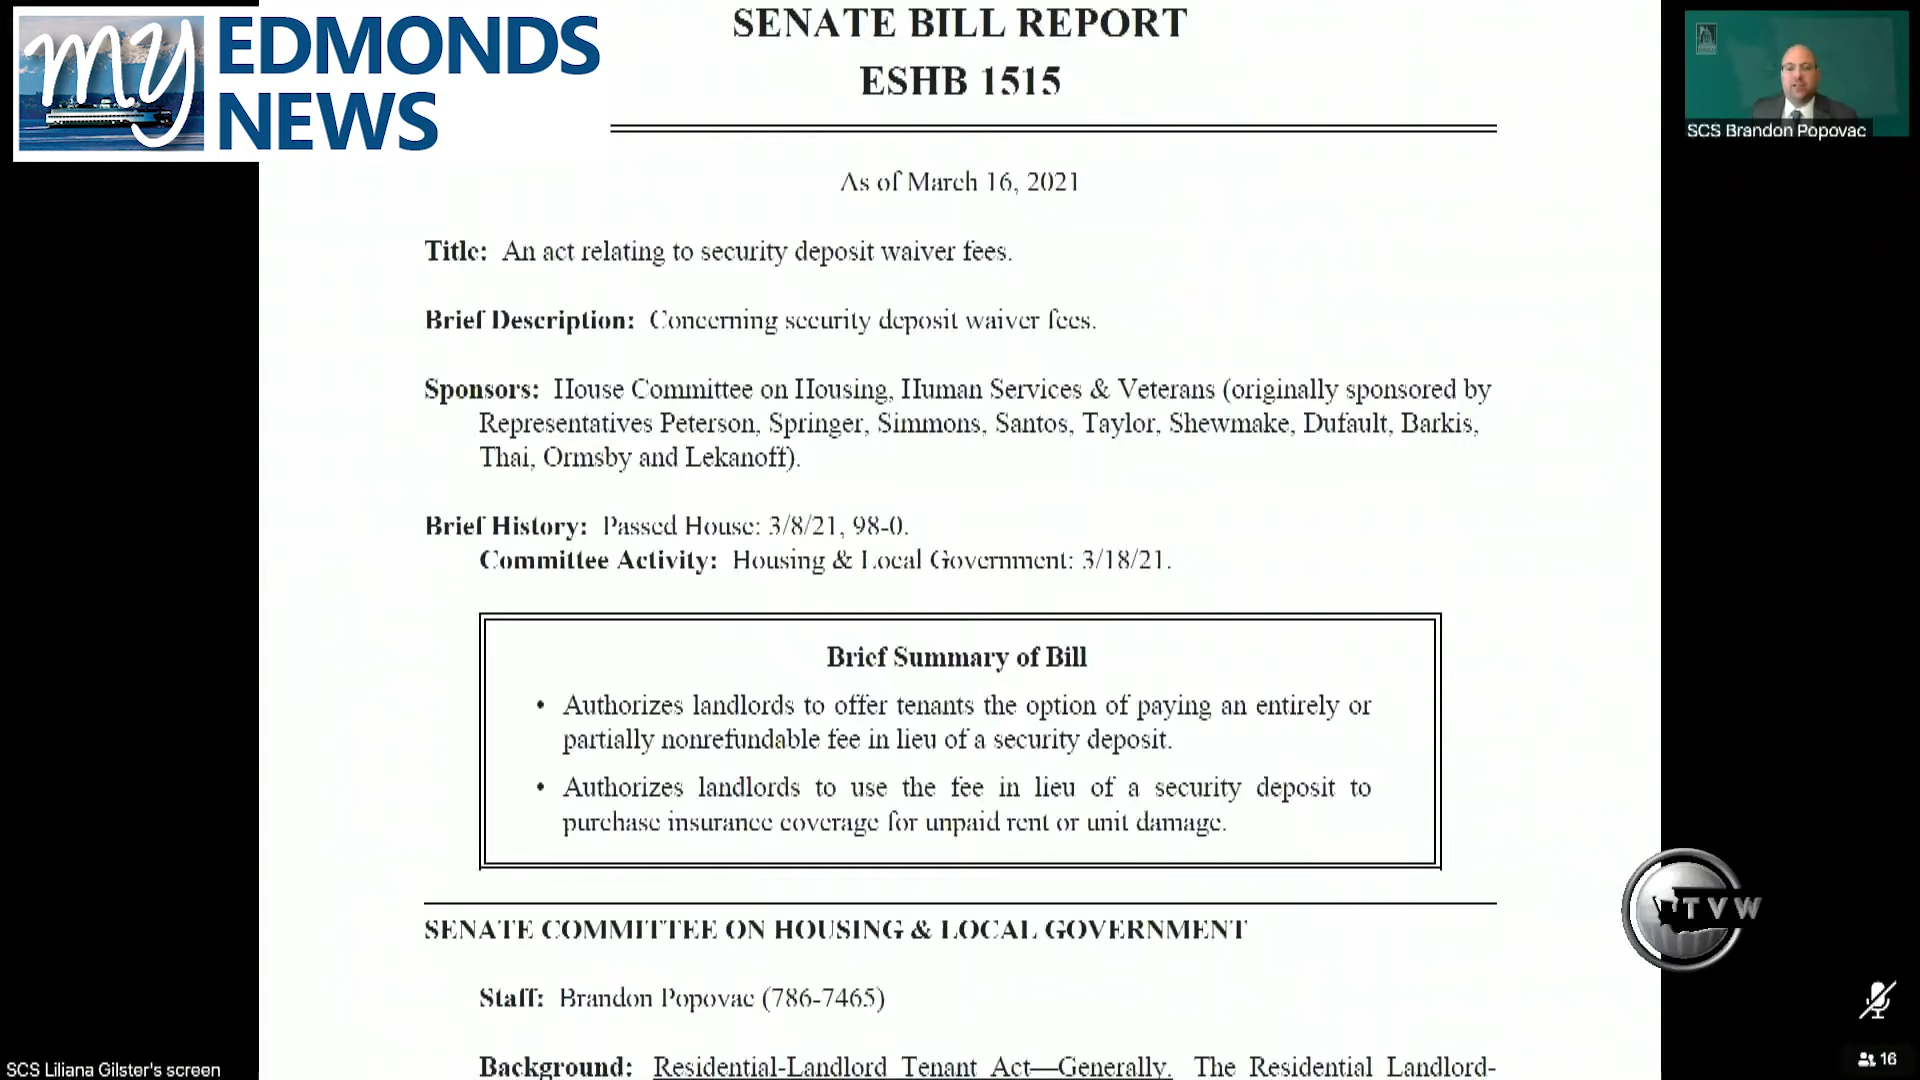 my EDMONDS
NEWS
SENATE BILL REPORT
ESHB 1515
SCS Brandon Popovac
As of March 16, 2021
Title: An act relating to security deposit waiver fees.
Brief Description: Concerning security deposit waiver fees.
Sponsors: House Committee on Housing, Human Services & Veterans (originally sponsored by
Representatives Peterson, Springer, Simmons, Santos, Taylor, Shewmake, Dufault, Barkis,
Thai, Ormsby and Lekanoff).
Brief History: Passed House: 3/8/21, 98-0.
Committee Activity: Housing & Local Government: 3/18/21.
Brief Summary of Bill
• Authorizes landlords to offer tenants the option of paying an entirely or
partially nonrefundable fee in lieu of a security deposit.
• Authorizes landlords to use the fee in lieu of a security deposit to
purchase insurance coverage for unpaid rent or unit damage.
SENATE COMMITTEE ON HOUSING & LOCAL GOVERNMENT
TVW
Staff: Brandon Popovac (786-7465)
Background: Residential-Landlord Tenant Act—Generally. The Residential Landlord-
SCS Liliana Gilster's screen
16